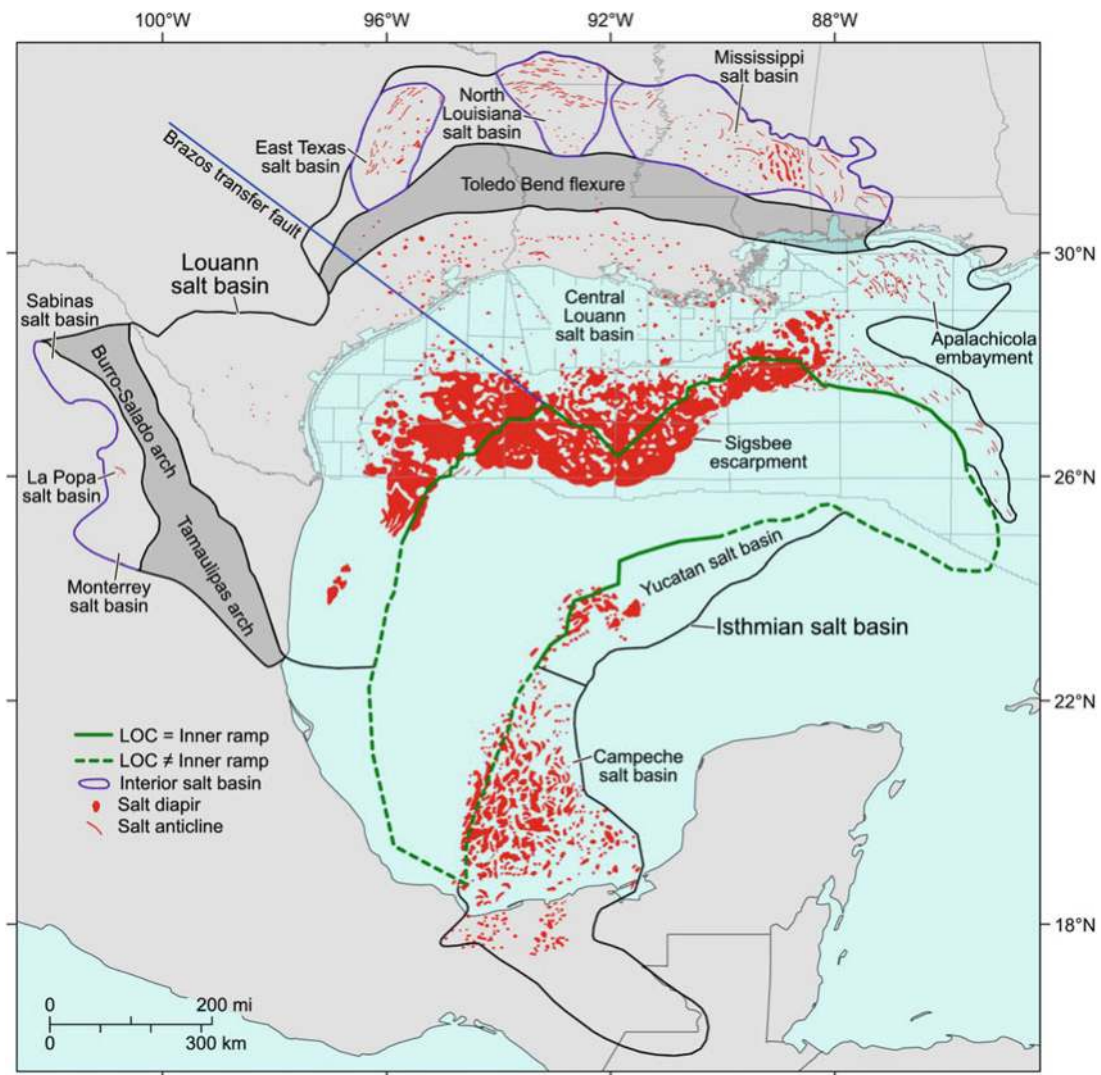 100°W
96°W
92°W
88°W
Mississippi
salt basin
North
Louisiana
salt basin
East Texas
salt basin
Brazos transfer fault
Toledo Bend flexure
30°N
Louann
salt basin
Sabinas
salt basin
Central
Louann
salt basin
Apalachicola
embayment
Burro-Salado arch
Sigsbee
escarpment
La Popa
salt basin
26°N
Tamaulipas arch
Monterrey
salt basin
Yucatan salt basin
Isthmian salt basin
22°N
LOC = Inner ramp
LOC ≠ Inner ramp
Interior salt basin
Salt diapir
Salt anticline
Campeche
salt basin
18°N
0 200 mi
0 300 km